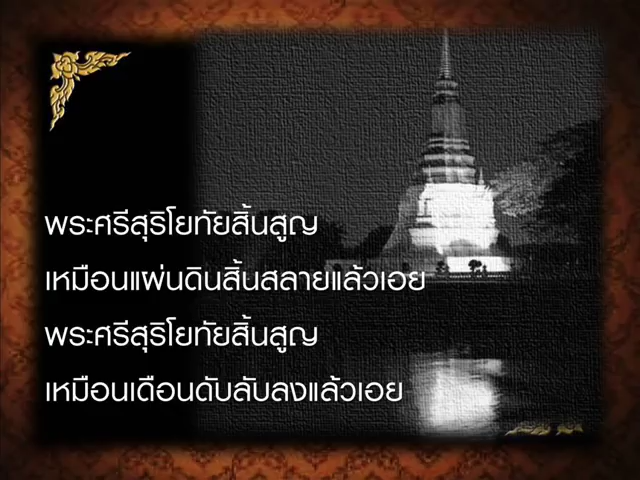 พระศรีสุริโยทัยสิ้นสูญ
เหมือนแผ่นดินสิ้นสลายแล้วเอย
พระศรีสุริโยทัยสิ้นสูญ
เหมือนเดือนดับลับลงแล้วเอย